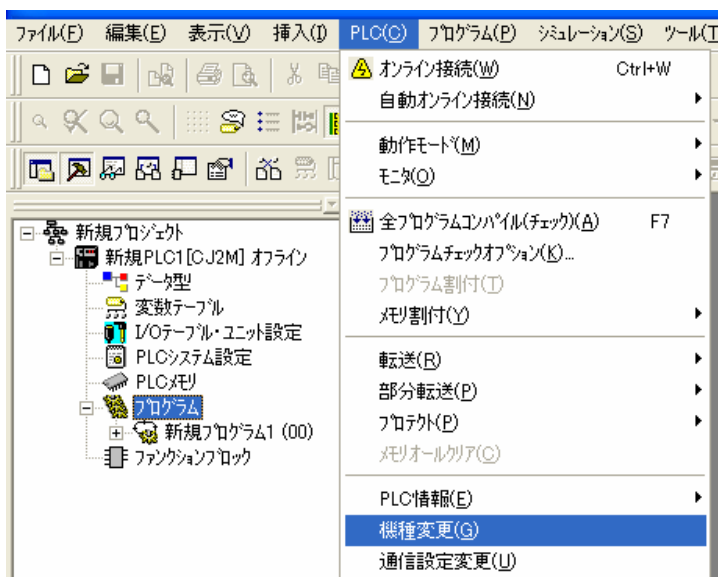 ファイル(F) 編集(E) 表示(V) 挿入(I) PLC(C) プログラム(P) シミュレーション(S) ツール(T
オンライン接続(W) Ctrl+W
自動オンライン接続(N)
動作モード(M)
モニタ(O)
全プログラムコンパイル(チェック)(A) F7
プログラムチェックオプション(K)...
プログラム割付(T)
メモリ割付(Y)
転送(R)
部分転送(P)
プロテクト(P)
メモリオールクリア(C)
PLC情報(E)
機種変更(G)
通信設定変更(U)
新規プロジェクト
新規PLC1[CJ2M] オフライン
データ型
変数テーブル
I/Oテーブル・ユニット設定
PLCシステム設定
PLCメモリ
プログラム
新規プログラム1 (00)
ファンクションブロック